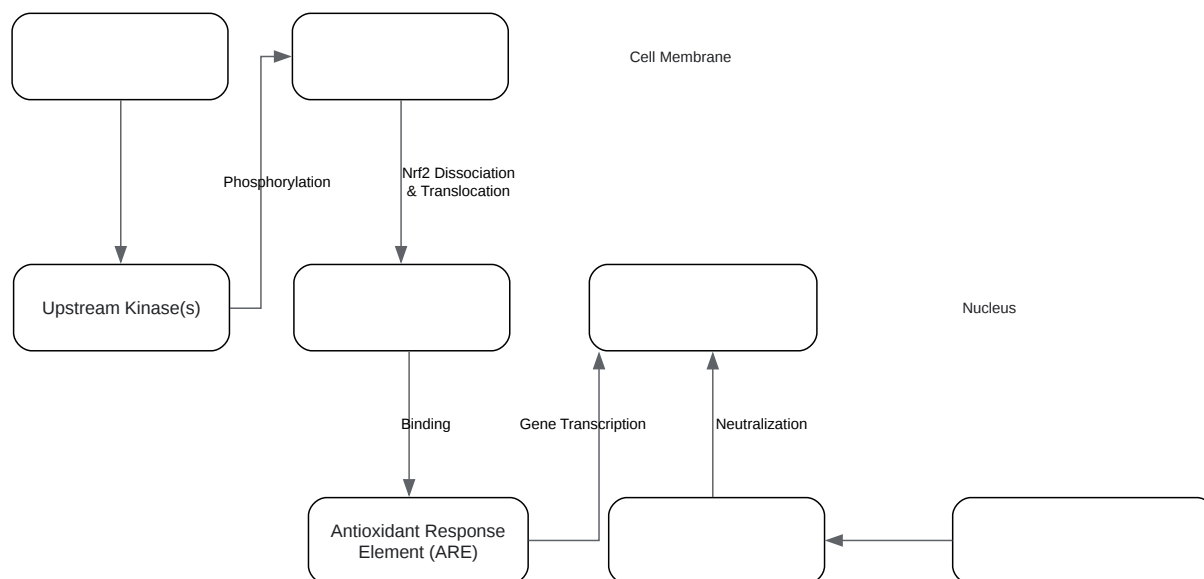 Cell Membrane
Phosphorylation
Nrf2 Dissociation
& Translocation
Upstream Kinase(s)
Nucleus
Binding
Gene Transcription
Neutralization
Antioxidant Response
Element (ARE)